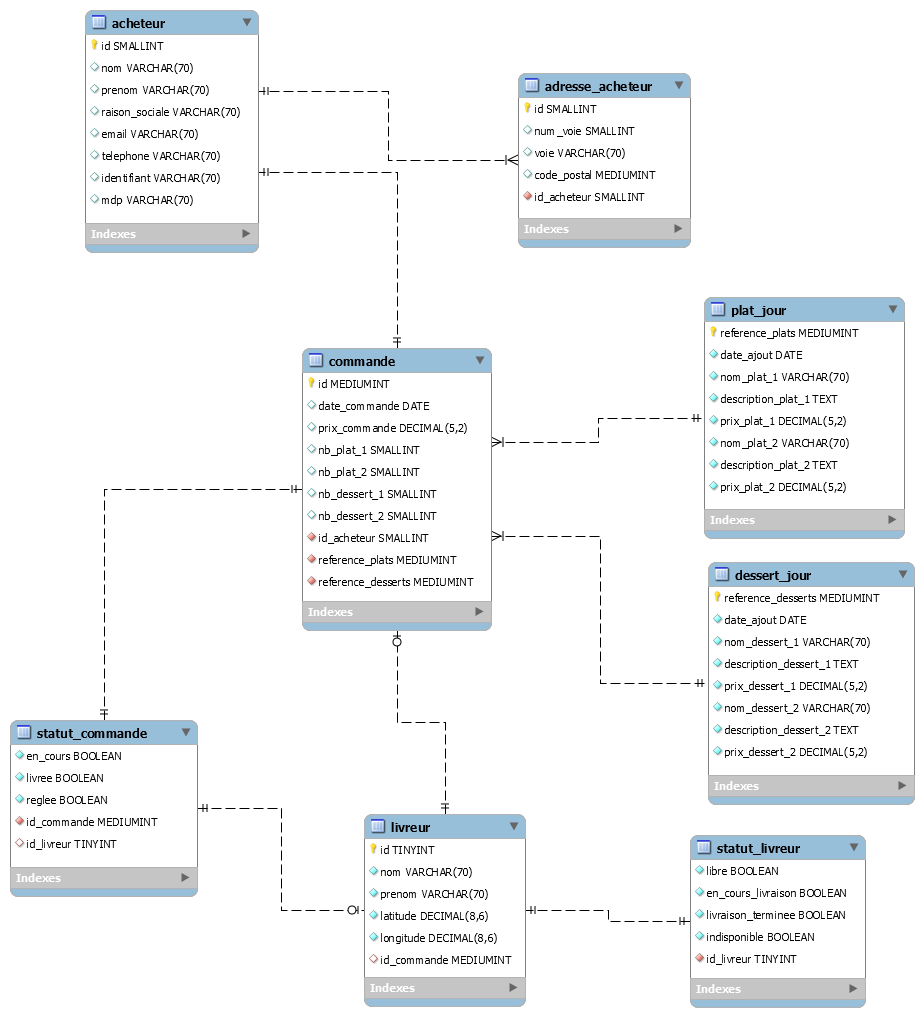 acheteur
id SMALLINT
nom VARCHAR(70)
prenom VARCHAR(70)
raison_sociale VARCHAR(70)
email VARCHAR(70)
telephone VARCHAR(70)
identifiant VARCHAR(70)
mdp VARCHAR(70)
Indexes
adresse_acheteur
id SMALLINT
num_voie SMALLINT
voie VARCHAR(70)
code_postal MEDIUMINT
id_acheteur SMALLINT
Indexes
plat_jour
reference_plats MEDIUMINT
date_ajout DATE
nom_plat_1 VARCHAR(70)
description_plat_1 TEXT
prix_plat_1 DECIMAL(5,2)
nom_plat_2 VARCHAR(70)
description_plat_2 TEXT
prix_plat_2 DECIMAL(5,2)
Indexes
commande
id MEDIUMINT
date_commande DATE
prix_commande DECIMAL(5,2)
nb_plat_1 SMALLINT
nb_plat_2 SMALLINT
nb_dessert_1 SMALLINT
nb_dessert_2 SMALLINT
id_acheteur SMALLINT
reference_plats MEDIUMINT
reference_desserts MEDIUMINT
Indexes
dessert_jour
reference_desserts MEDIUMINT
date_ajout DATE
nom_dessert_1 VARCHAR(70)
description_dessert_1 TEXT
prix_dessert_1 DECIMAL(5,2)
nom_dessert_2 VARCHAR(70)
description_dessert_2 TEXT
prix_dessert_2 DECIMAL(5,2)
Indexes
statut_commande
en_cours BOOLEAN
livree BOOLEAN
reglee BOOLEAN
id_commande MEDIUMINT
id_livreur TINYINT
Indexes
livreur
id TINYINT
nom VARCHAR(70)
prenom VARCHAR(70)
latitude DECIMAL(8,6)
longitude DECIMAL(8,6)
id_commande MEDIUMINT
Indexes
statut_livreur
libre BOOLEAN
en_cours_livraison BOOLEAN
livraison_terminee BOOLEAN
indisponible BOOLEAN
id_livreur TINYINT
Indexes